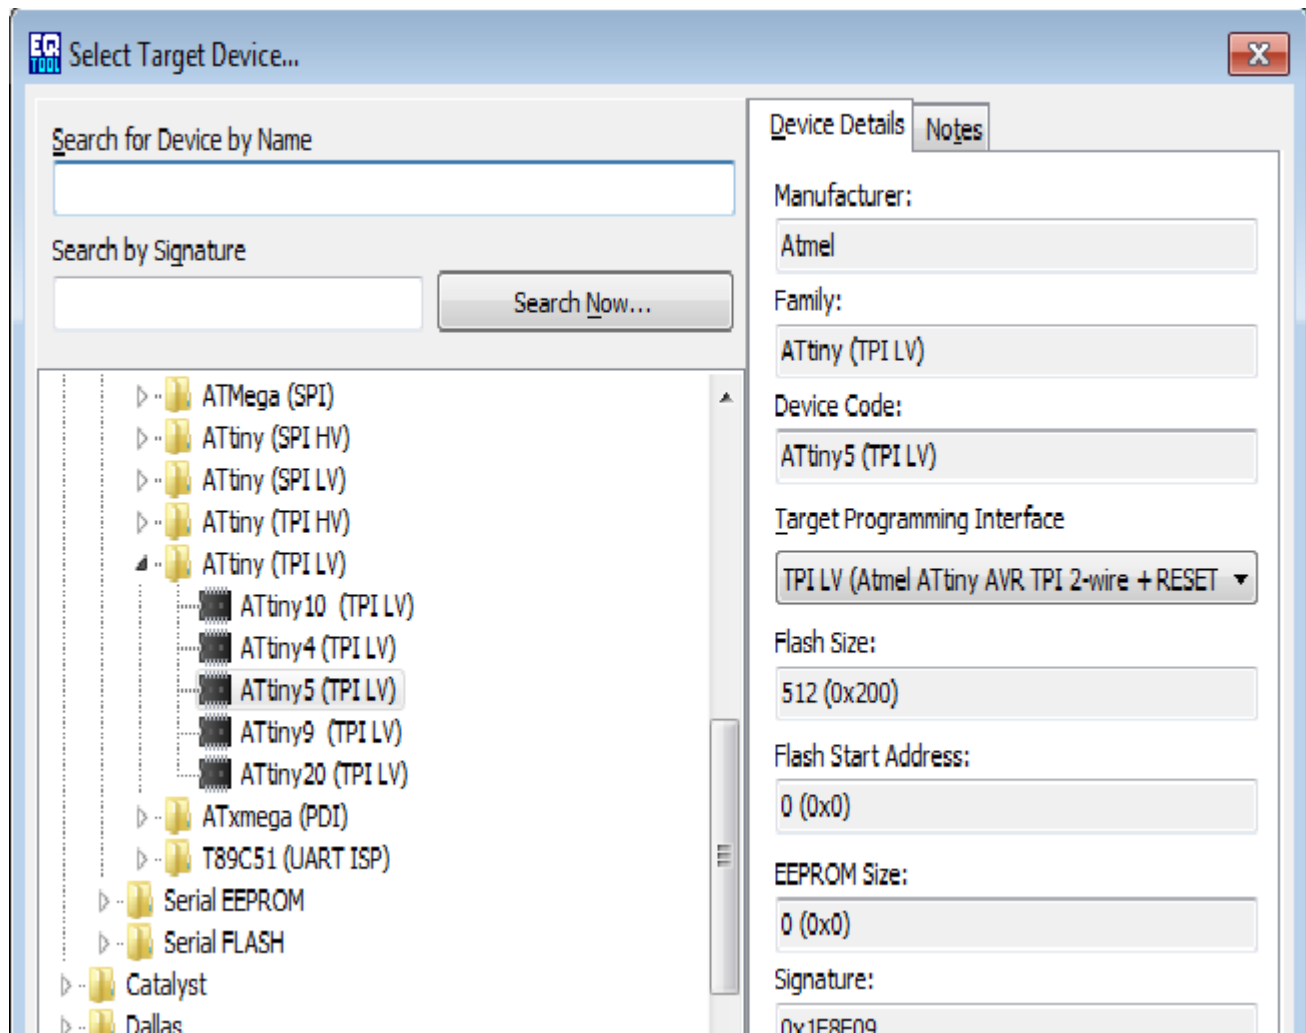 EQ
TOOL
Select Target Device...
Search for Device by Name
Search by Signature
Search Now...
ATMega (SPI)
ATtiny (SPI HV)
ATtiny (SPI LV)
ATtiny (TPI HV)
ATtiny (TPI LV)
ATtiny10 (TPI LV)
ATtiny4 (TPI LV)
ATtiny5 (TPI LV)
ATtiny9 (TPI LV)
ATtiny20 (TPI LV)
ATxmega (PDI)
T89C51 (UART ISP)
Serial EEPROM
Serial FLASH
Catalyst
Dallas
Device Details
Notes
Manufacturer:
Atmel
Family:
ATtiny (TPI LV)
Device Code:
ATtiny5 (TPI LV)
Target Programming Interface
TPI LV (Atmel ATtiny AVR TPI 2-wire + RESET
Flash Size:
512 (0x200)
Flash Start Address:
0 (0x0)
EEPROM Size:
0 (0x0)
Signature:
0x1E8F09